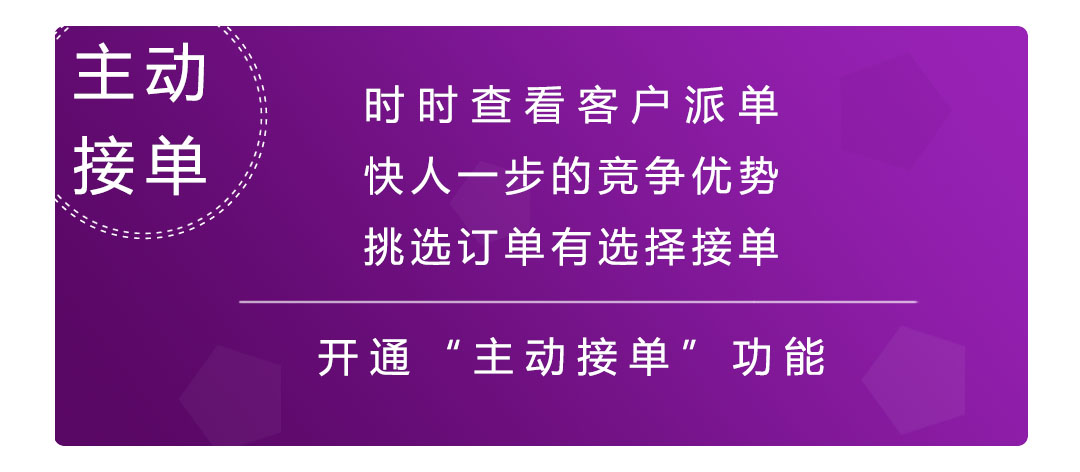 主动
接单
时时查看客户派单
快人一步的竞争优势
挑选订单有选择接单
开通“主动接单”功能